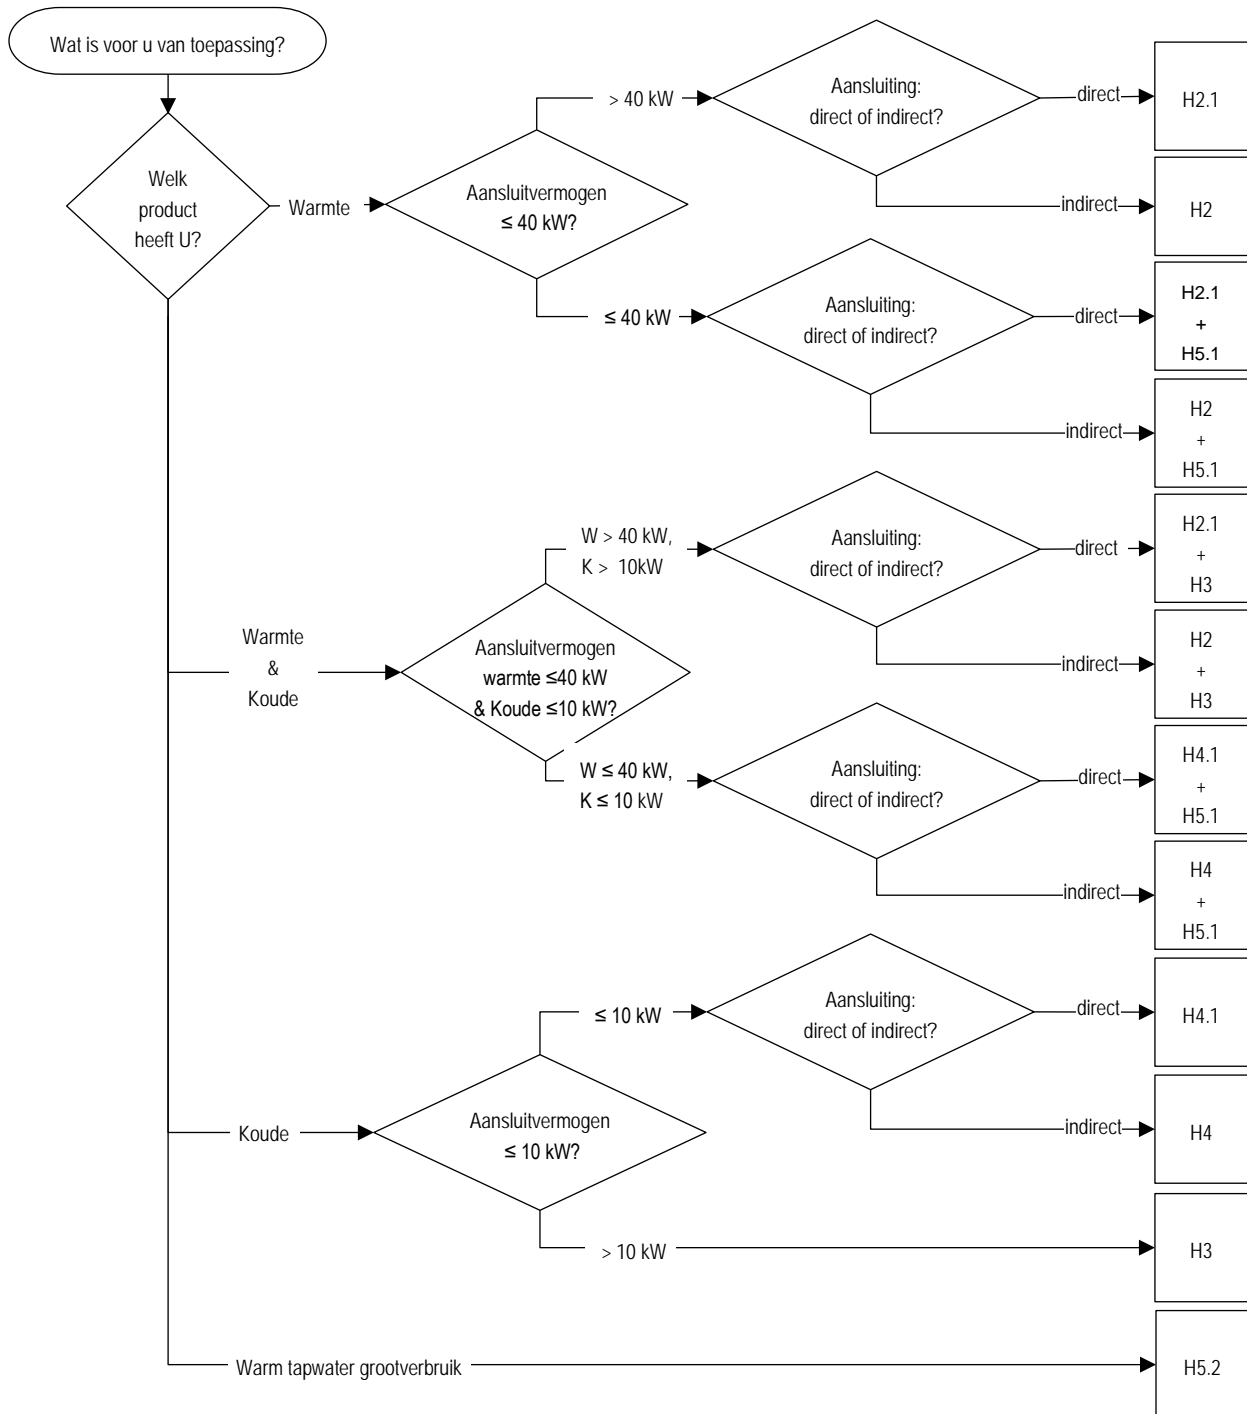 Wat is voor u van toepassing?
Welk
product
heeft U?
Warmte
Aansluitvermogen
≤ 40 kW?
> 40 kW
Aansluiting:
direct of indirect?
direct
H2.1
indirect
H2
≤ 40 kW
Aansluiting:
direct of indirect?
direct
H2.1
+
H5.1
indirect
H2
+
H5.1
Warmte
&
Koude
Aansluitvermogen
warmte ≤40 kW
& Koude ≤10 kW?
W > 40 kW,
K > 10kW
Aansluiting:
direct of indirect?
direct
H2.1
+
H3
indirect
H2
+
H3
W ≤ 40 kW,
K ≤ 10 kW
Aansluiting:
direct of indirect?
direct
H4.1
+
H5.1
indirect
H4
+
H5.1
Koude
Aansluitvermogen
≤ 10 kW?
≤ 10 kW
Aansluiting:
direct of indirect?
direct
H4.1
indirect
H4
> 10 kW
H3
Warm tapwater grootverbruik
H5.2